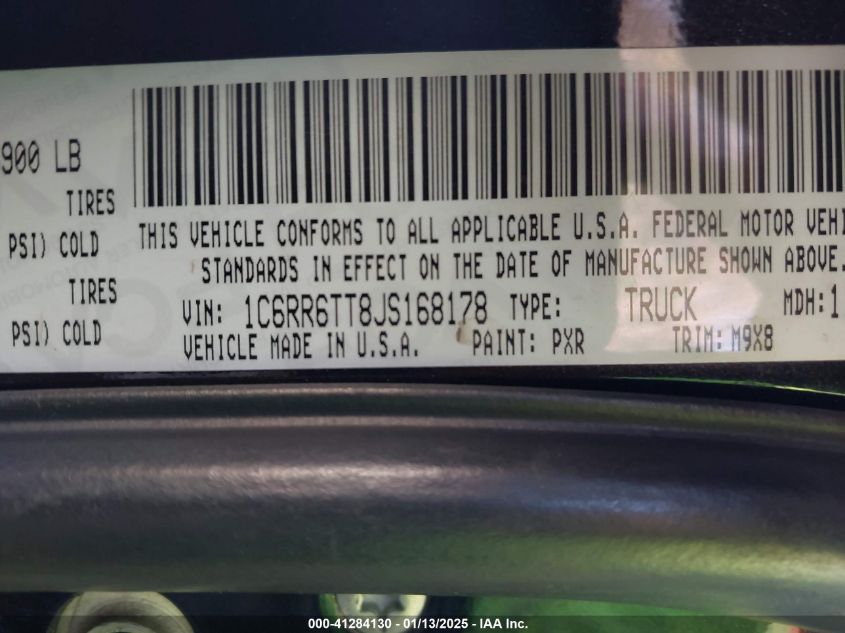 900 LB
TIRES
PSI) COLD
TIRES
PSI) COLD
THIS VEHICLE CONFORMS TO ALL APPLICABLE U.S.A. FEDERAL MOTOR VEHI
STANDARDS IN EFFECT ON THE DATE OF MANUFACTURE SHOWN ABOVE.
VIN: 1C6RR6TT8JS168178 TYPE: TRUCK MDH:1
VEHICLE MADE IN U.S.A. PAINT: PXR TRIM: M9X8
000-41284130 - 01/13/2025 - IAA Inc.